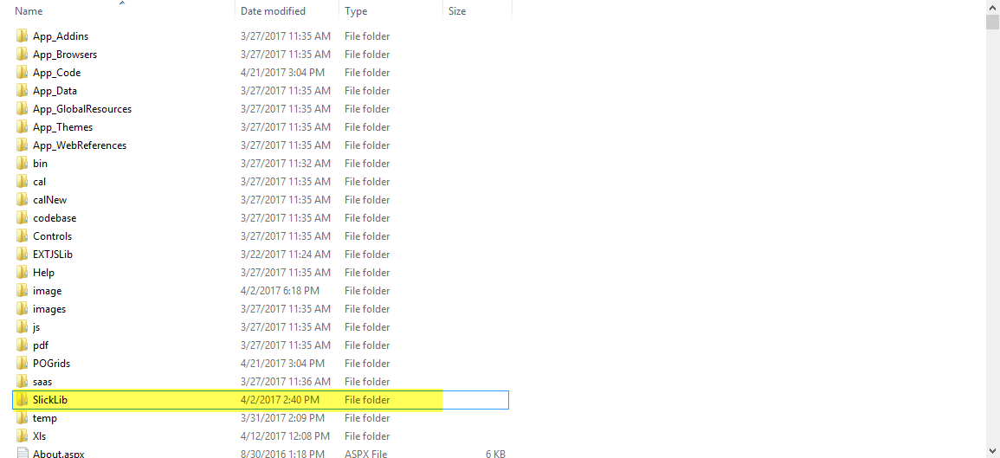 Name Date modified Type Size
App_Addins 3/27/2017 11:35 AM File folder
App_Browsers 3/27/2017 11:35 AM File folder
App_Code 4/21/2017 3:04 PM File folder
App_Data 3/27/2017 11:35 AM File folder
App_GlobalResources 3/27/2017 11:35 AM File folder
App_Themes 3/27/2017 11:35 AM File folder
App_WebReferences 3/27/2017 11:35 AM File folder
bin 3/27/2017 11:32 AM File folder
cal 3/27/2017 11:35 AM File folder
calNew 3/27/2017 11:35 AM File folder
codebase 3/27/2017 11:35 AM File folder
Controls 3/27/2017 11:35 AM File folder
EXTJSLib 3/22/2017 11:24 AM File folder
Help 3/27/2017 11:35 AM File folder
image 4/2/2017 6:18 PM File folder
images 3/27/2017 11:35 AM File folder
js 3/27/2017 11:35 AM File folder
pdf 3/27/2017 11:35 AM File folder
POGrids 4/21/2017 3:04 PM File folder
saas 3/27/2017 11:36 AM File folder
SlickLib 4/2/2017 2:40 PM File folder
temp 3/31/2017 2:09 PM File folder
Xls 4/12/2017 12:08 PM File folder
About.aspx 8/30/2016 1:18 PM ASPX File 6 KB